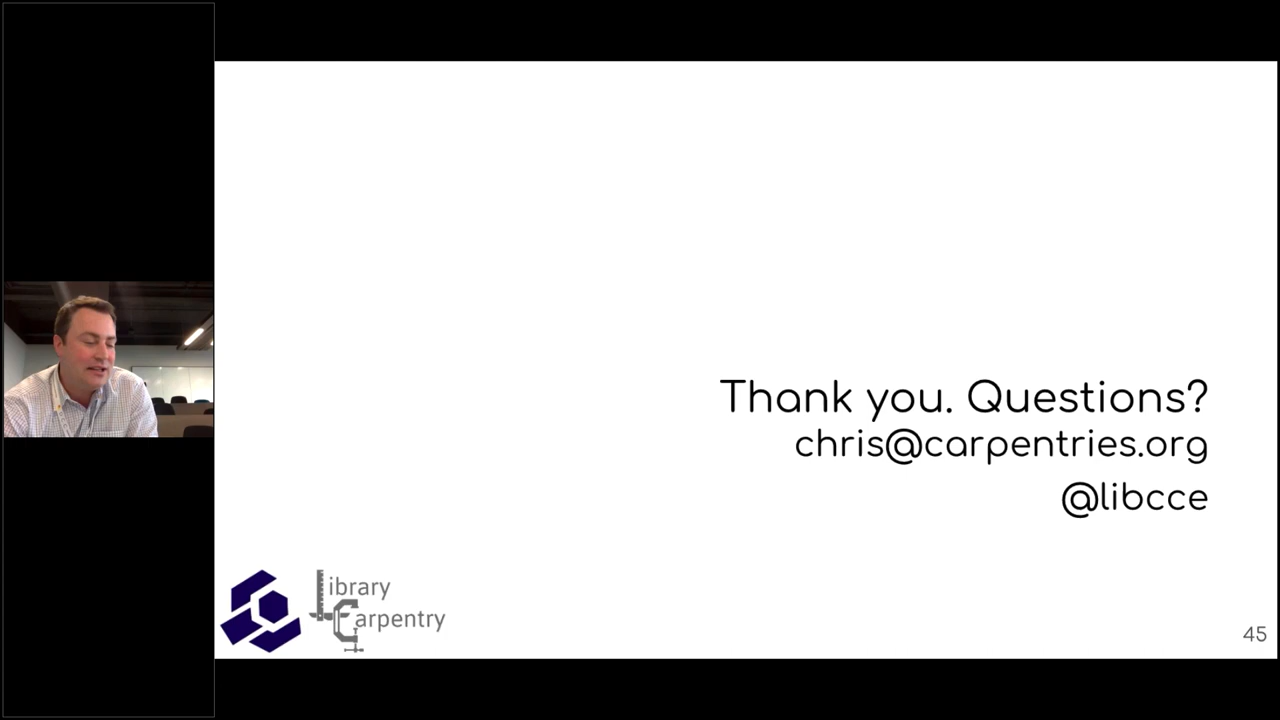 Thank you. Questions?
chris@carpentries.org
@libcce
Library
Carpentry
45